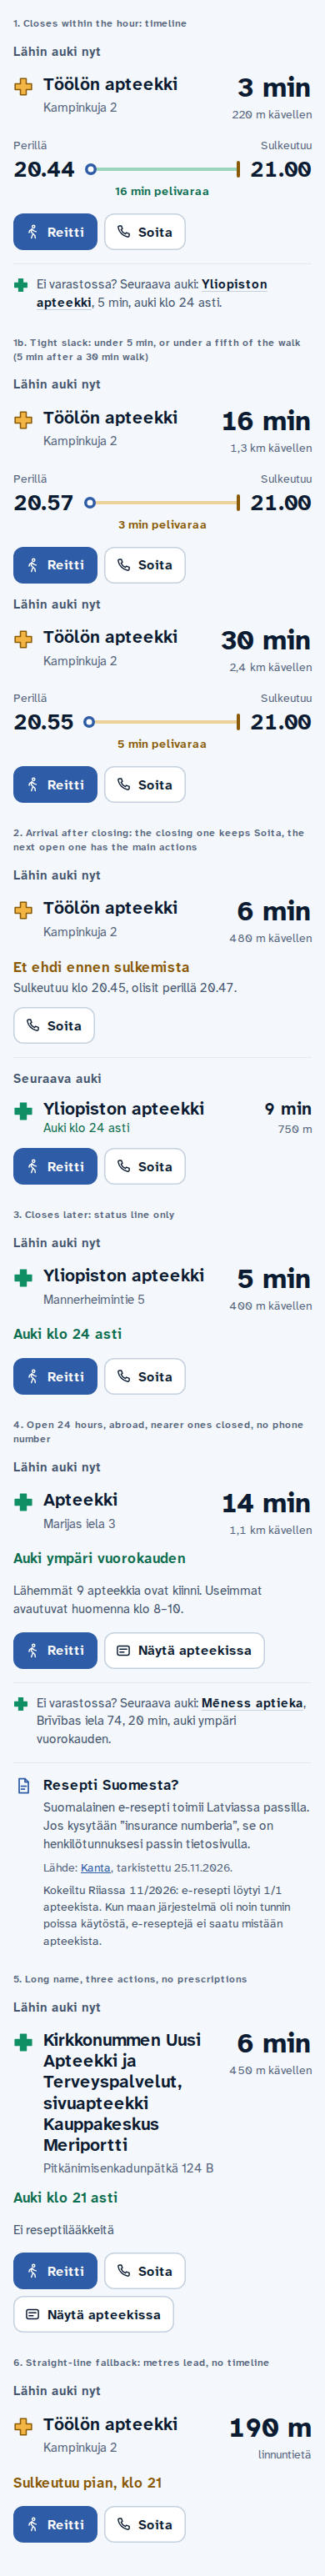 1. Closes within the hour: timeline
Lähin auki nyt
Töölön apteekki
3 min
Kampinkuja 2
220 m kävellen
Perillä
Sulkeutuu
20.44
21.00
16 min pelivaraa
Reitti
Soita
Ei varastossa? Seuraava auki: Yliopiston
apteekki, 5 min, auki klo 24 asti.
1b. Tight slack: under 5 min, or under a fifth of the walk
(5 min after a 30 min walk)
Lähin auki nyt
Töölön apteekki
16 min
Kampinkuja 2
1,3 km kävellen
Perillä
Sulkeutuu
20.57
21.00
3 min pelivaraa
Reitti
Soita
Lähin auki nyt
Töölön apteekki
30 min
Kampinkuja 2
2,4 km kävellen
Perillä
Sulkeutuu
20.55
21.00
5 min pelivaraa
Reitti
Soita
2. Arrival after closing: the closing one keeps Soita, the
next open one has the main actions
Lähin auki nyt
Töölön apteekki
6 min
Kampinkuja 2
480 m kävellen
Et ehdi ennen sulkemista
Sulkeutuu klo 20.45, olisit perillä 20.47.
Soita
Seuraava auki
Yliopiston apteekki
9 min
Auki klo 24 asti
750 m
Reitti
Soita
3. Closes later: status line only
Lähin auki nyt
Yliopiston apteekki
5 min
Mannerheimintie 5
400 m kävellen
Auki klo 24 asti
Reitti
Soita
4. Open 24 hours, abroad, nearer ones closed, no phone
number
Lähin auki nyt
Apteekki
14 min
Marijas iela 3
1,1 km kävellen
Auki ympäri vuorokauden
Lähemmät 9 apteekkia ovat kiinni. Useimmat
avautuvat huomenna klo 8–10.
Reitti
Näytä apteekissa
Ei varastossa? Seuraava auki: Mēness aptieka,
Brīvības iela 74, 20 min, auki ympäri
vuorokauden.
Resepti Suomesta?
Suomalainen e-resepti toimii Latviassa passilla.
Jos kysytään ”insurance numberia”, se on
henkilötunnuksesi passin tietosivulla.
Lähde: Kanta, tarkistettu 25.11.2026.
Kokeiltu Riiassa 11/2026: e-resepti löytyi 1/1
apteekista. Kun maan järjestelmä oli noin tunnin
poissa käytöstä, e-reseptejä ei saatu mistään
apteekista.
5. Long name, three actions, no prescriptions
Lähin auki nyt
Kirkkonummen Uusi
Apteekki ja
Terveyspalvelut,
sivuapteekki
Kauppakeskus
Meriportti
6 min
450 m kävellen
Pitkänimisenkadunpätkä 124 B
Auki klo 21 asti
Ei reseptilääkkeitä
Reitti
Soita
Näytä apteekissa
6. Straight-line fallback: metres lead, no timeline
Lähin auki nyt
Töölön apteekki
190 m
Kampinkuja 2
linnuntietä
Sulkeutuu pian, klo 21
Reitti
Soita